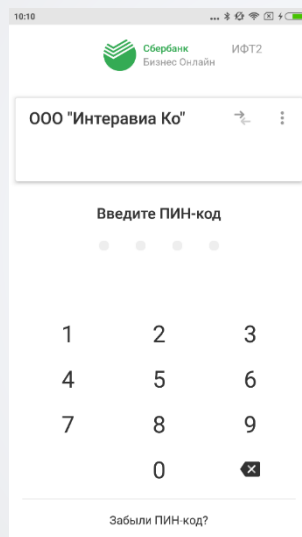 10:10
Сбербанк ИФТ2
Бизнес Онлайн
ООО "Интеравиа Ко"
Введите ПИН-код
1 2 3
4 5 6
7 8 9
0
Забыли ПИН-код?